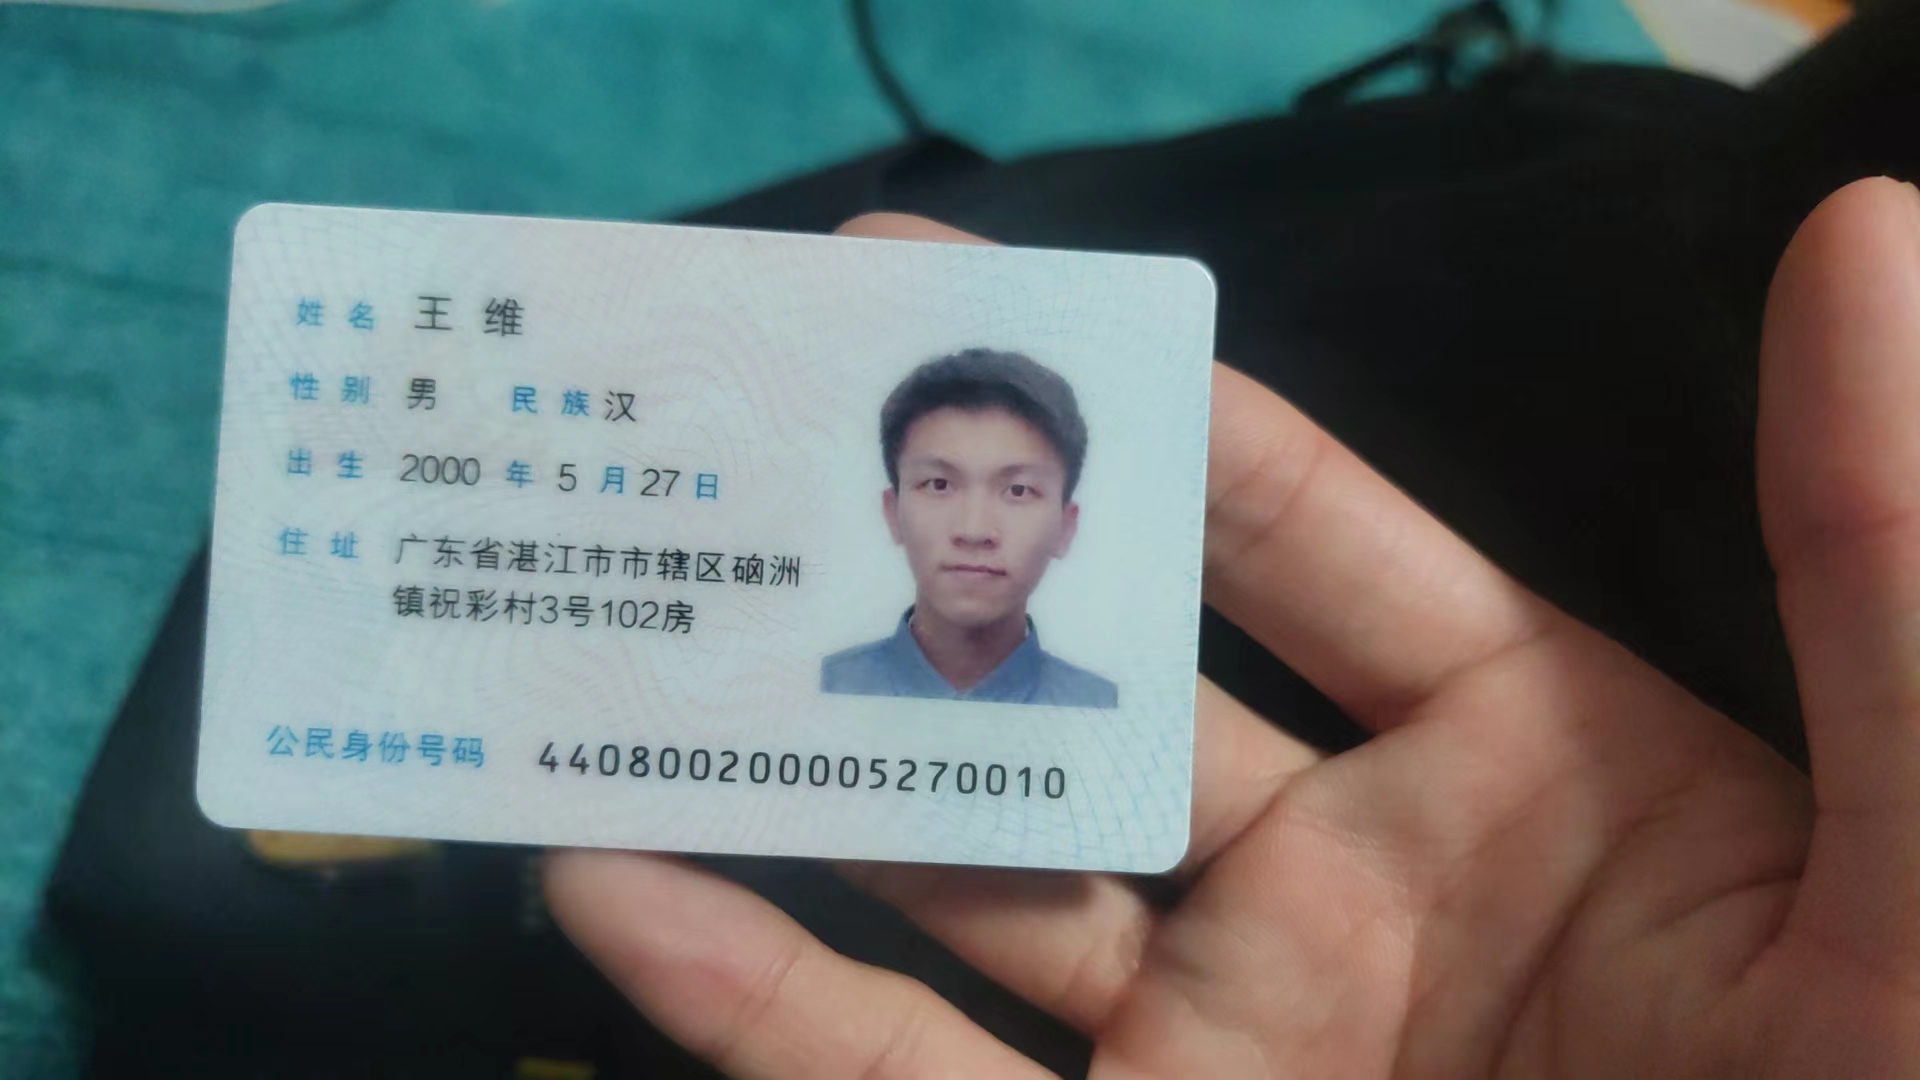 姓名 王维
性别 男 民族 汉
出生 2000 年 5 月 27 日
住址 广东省湛江市市辖区硇洲
镇祝彩村3号102房
公民身份号码 440800200005270010